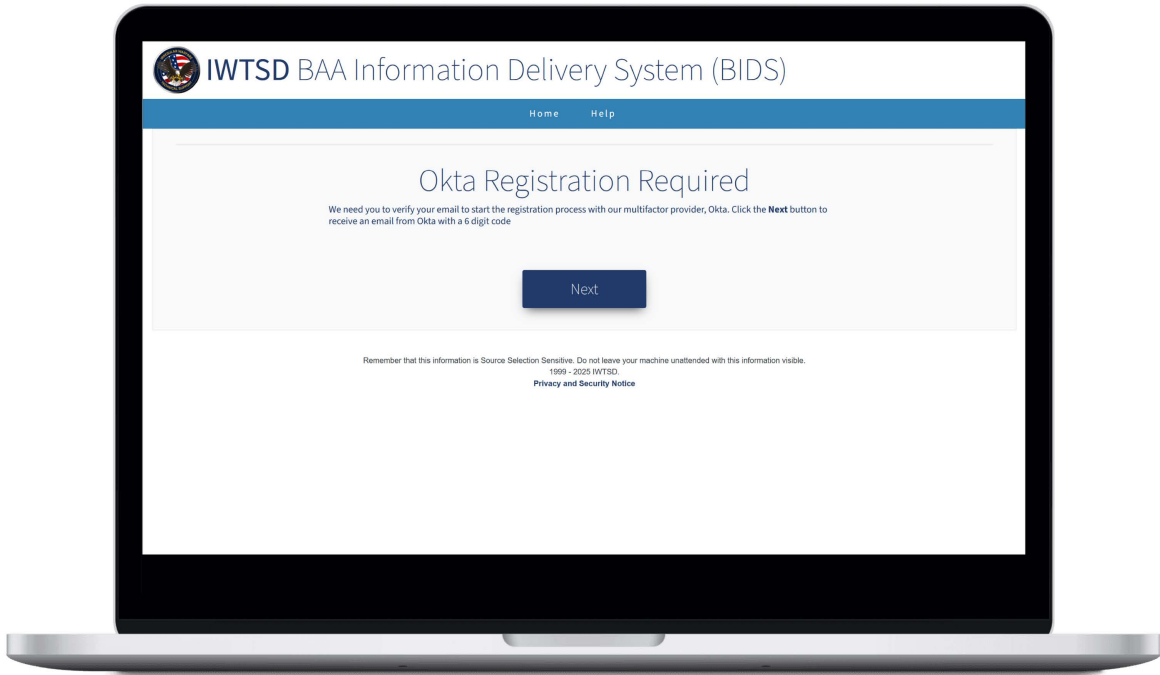 IWTSD BAA Information Delivery System (BIDS)
Home Help
Okta Registration Required
We need you to verify your email to start the registration process with our multifactor provider, Okta. Click the Next button to
receive an email from Okta with a 6 digit code
Next
Remember that this information is Source Selection Sensitive. Do not leave your machine unattended with this information visible.
1999 - 2025 IWTSD.
Privacy and Security Notice